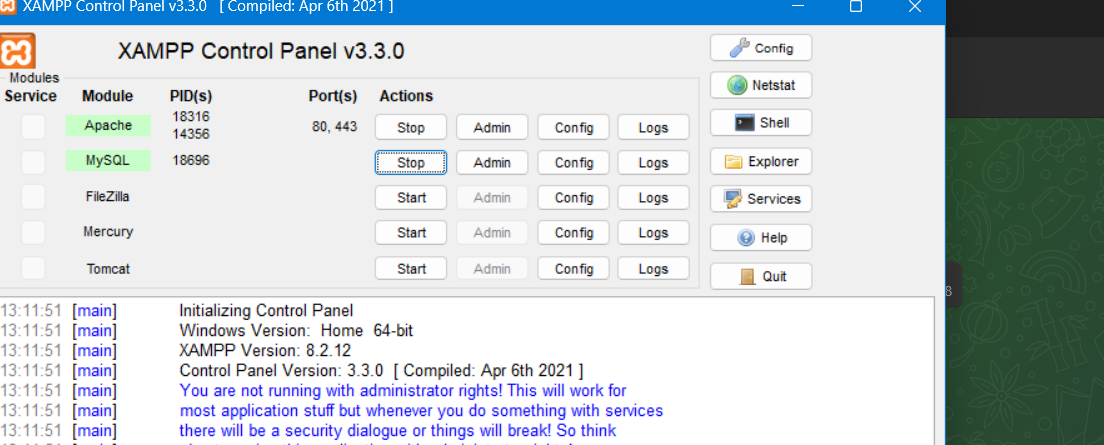 XAMPP Control Panel v3.3.0 [ Compiled: Apr 6th 2021 ]
XAMPP Control Panel v3.3.0
Config
Modules
Service Module PID(s) Port(s) Actions
Netstat
Apache 18316 14356 80, 443 Stop Admin Config Logs
Shell
MySQL 18696 Stop Admin Config Logs
Explorer
FileZilla Start Admin Config Logs
Services
Mercury Start Admin Config Logs
Help
Tomcat Start Admin Config Logs
Quit
8
13:11:51 [main] Initializing Control Panel
13:11:51 [main] Windows Version: Home 64-bit
13:11:51 [main] XAMPP Version: 8.2.12
13:11:51 [main] Control Panel Version: 3.3.0 [ Compiled: Apr 6th 2021 ]
13:11:51 [main] You are not running with administrator rights! This will work for
13:11:51 [main] most application stuff but whenever you do something with services
13:11:51 [main] there will be a security dialogue or things will break! So think